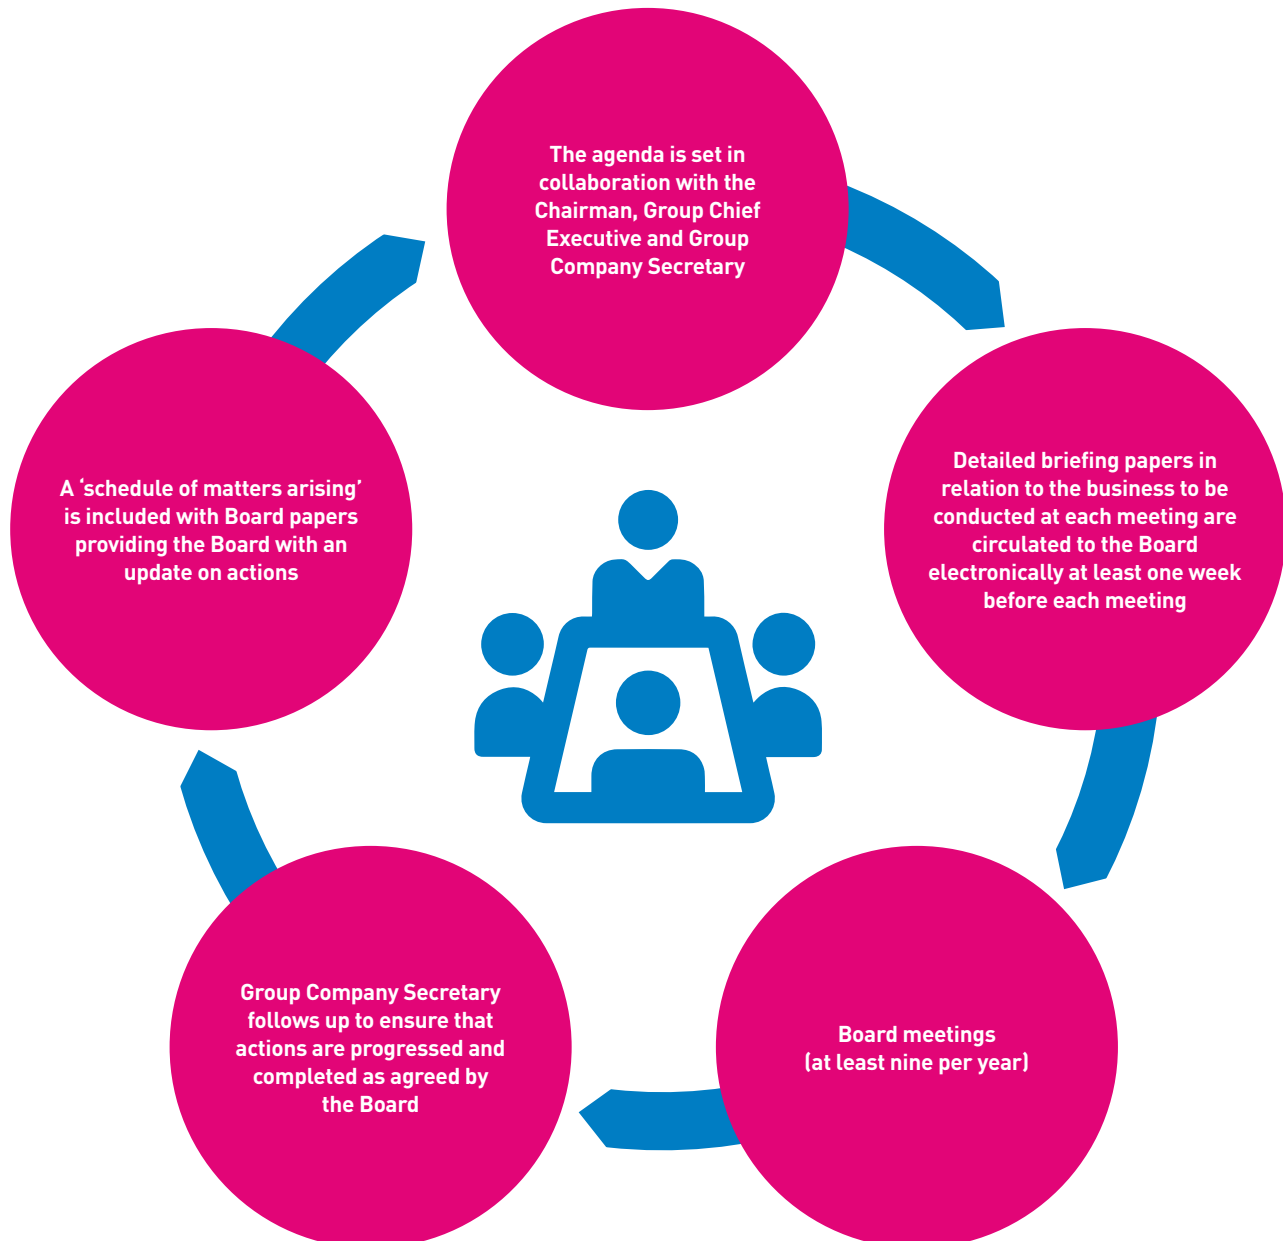 The agenda is set in
collaboration with the
Chairman, Group Chief
Executive and Group
Company Secretary
Detailed briefing papers in
relation to the business to be
conducted at each meeting are
circulated to the Board
electronically at least one week
before each meeting
Board meetings
(at least nine per year)
Group Company Secretary
follows up to ensure that
actions are progressed and
completed as agreed by
the Board
A ‘schedule of matters arising’
is included with Board papers
providing the Board with an
update on actions